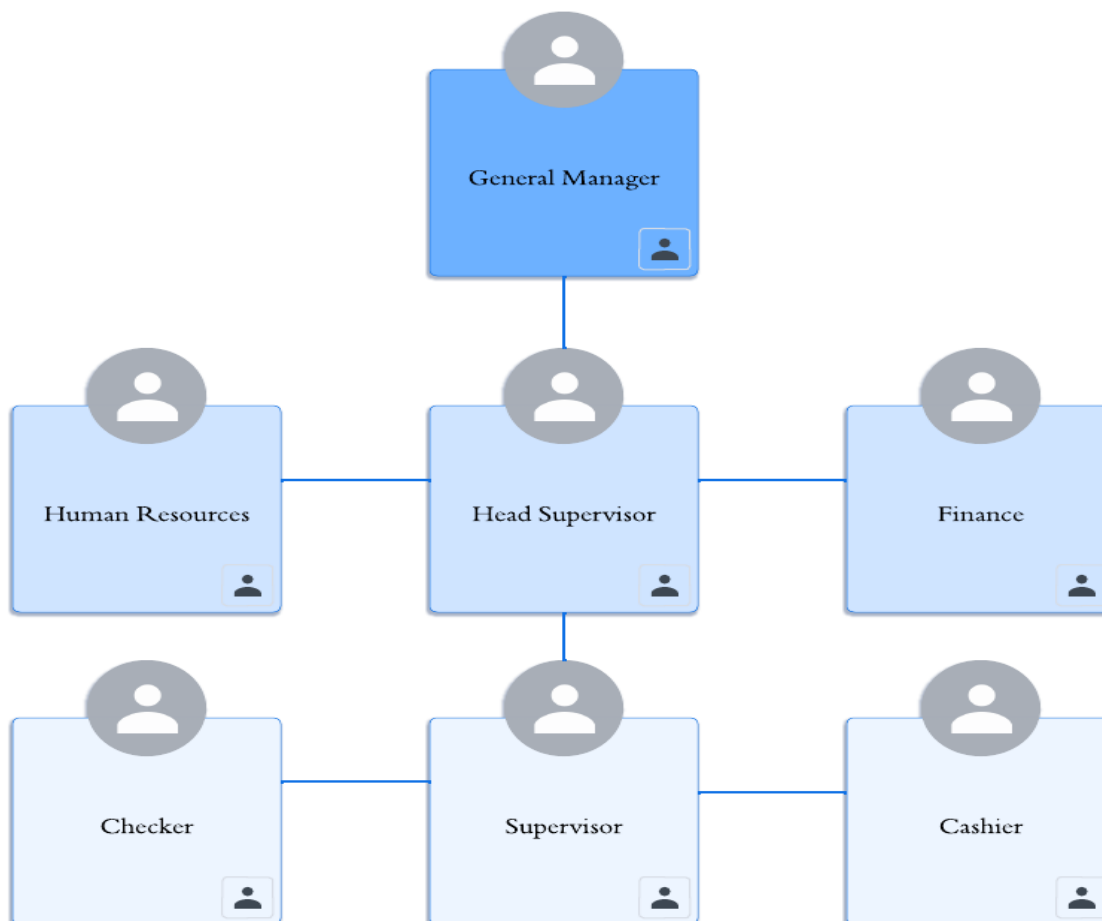 General Manager
Human Resources
Head Supervisor
Finance
Checker
Supervisor
Cashier